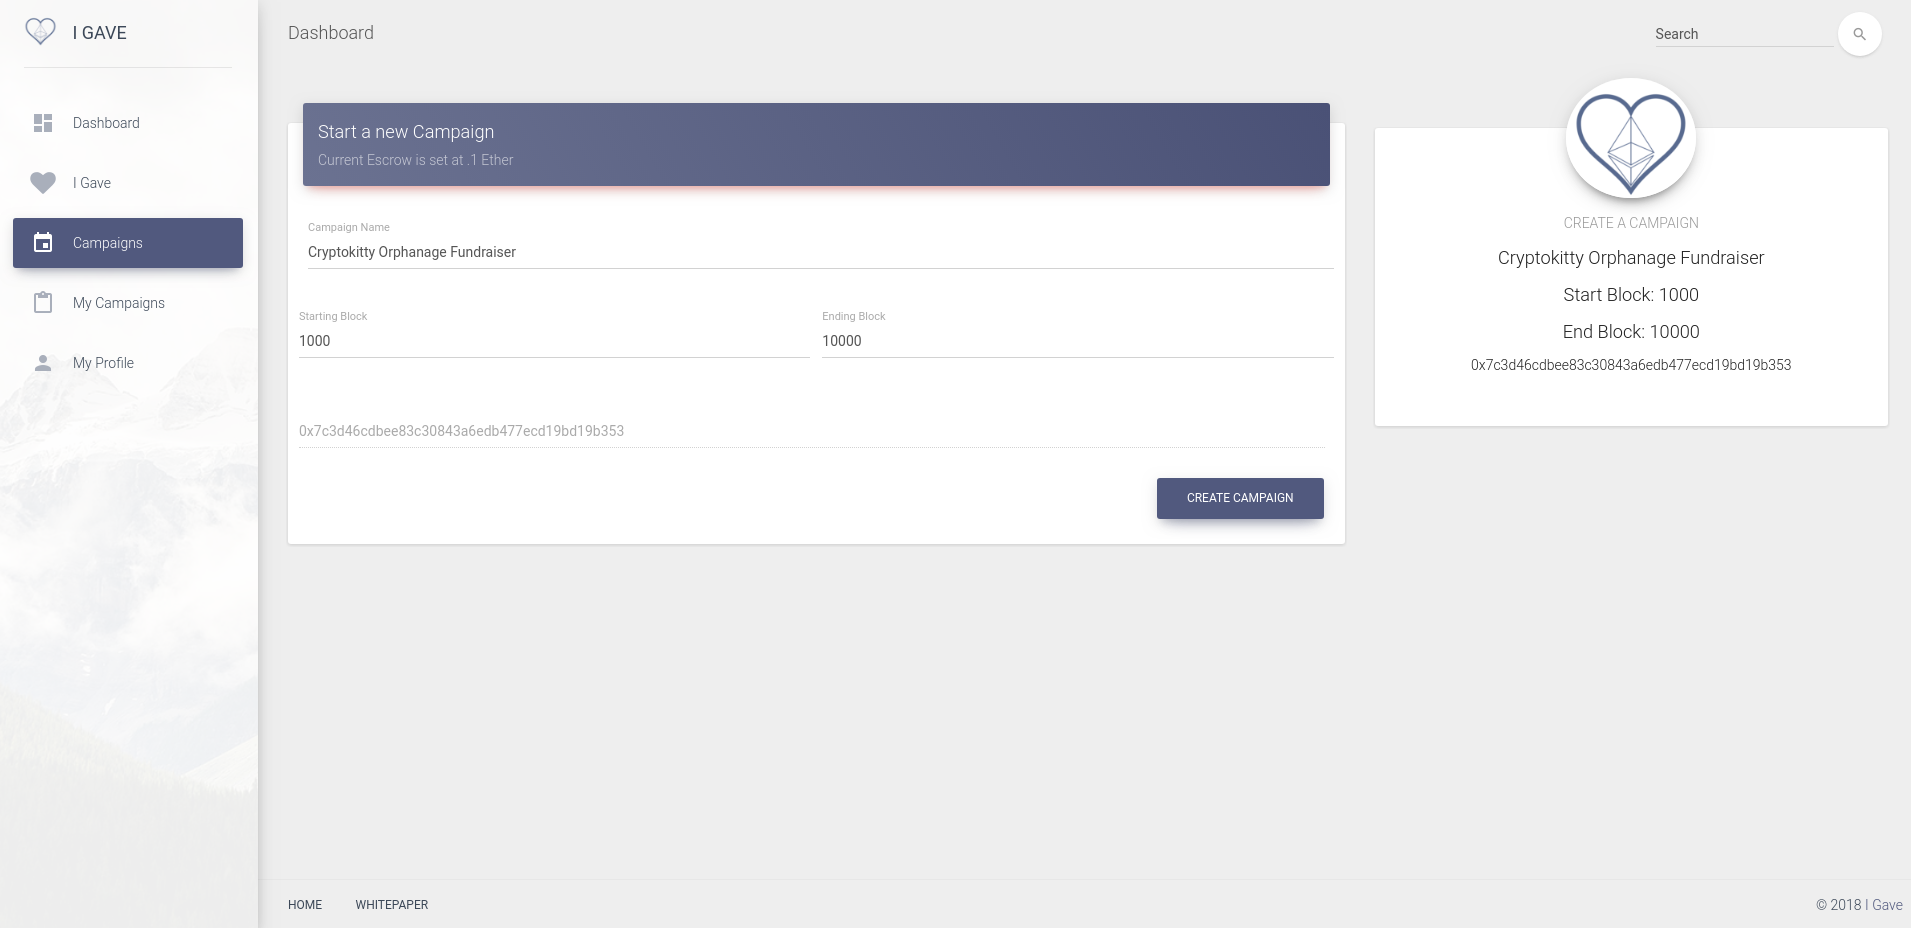 I GAVE
Dashboard
I Gave
Campaigns
My Campaigns
My Profile
Dashboard
Search
Start a new Campaign
Current Escrow is set at .1 Ether
Campaign Name
Cryptokitty Orphanage Fundraiser
Starting Block
Ending Block
1000
10000
0x7c3d46cdbee83c30843a6edb477ecd19bd19b353
CREATE CAMPAIGN
CREATE A CAMPAIGN
Cryptokitty Orphanage Fundraiser
Start Block: 1000
End Block: 10000
0x7c3d46cdbee83c30843a6edb477ecd19bd19b353
HOME
WHITEPAPER
© 2018 I Gave